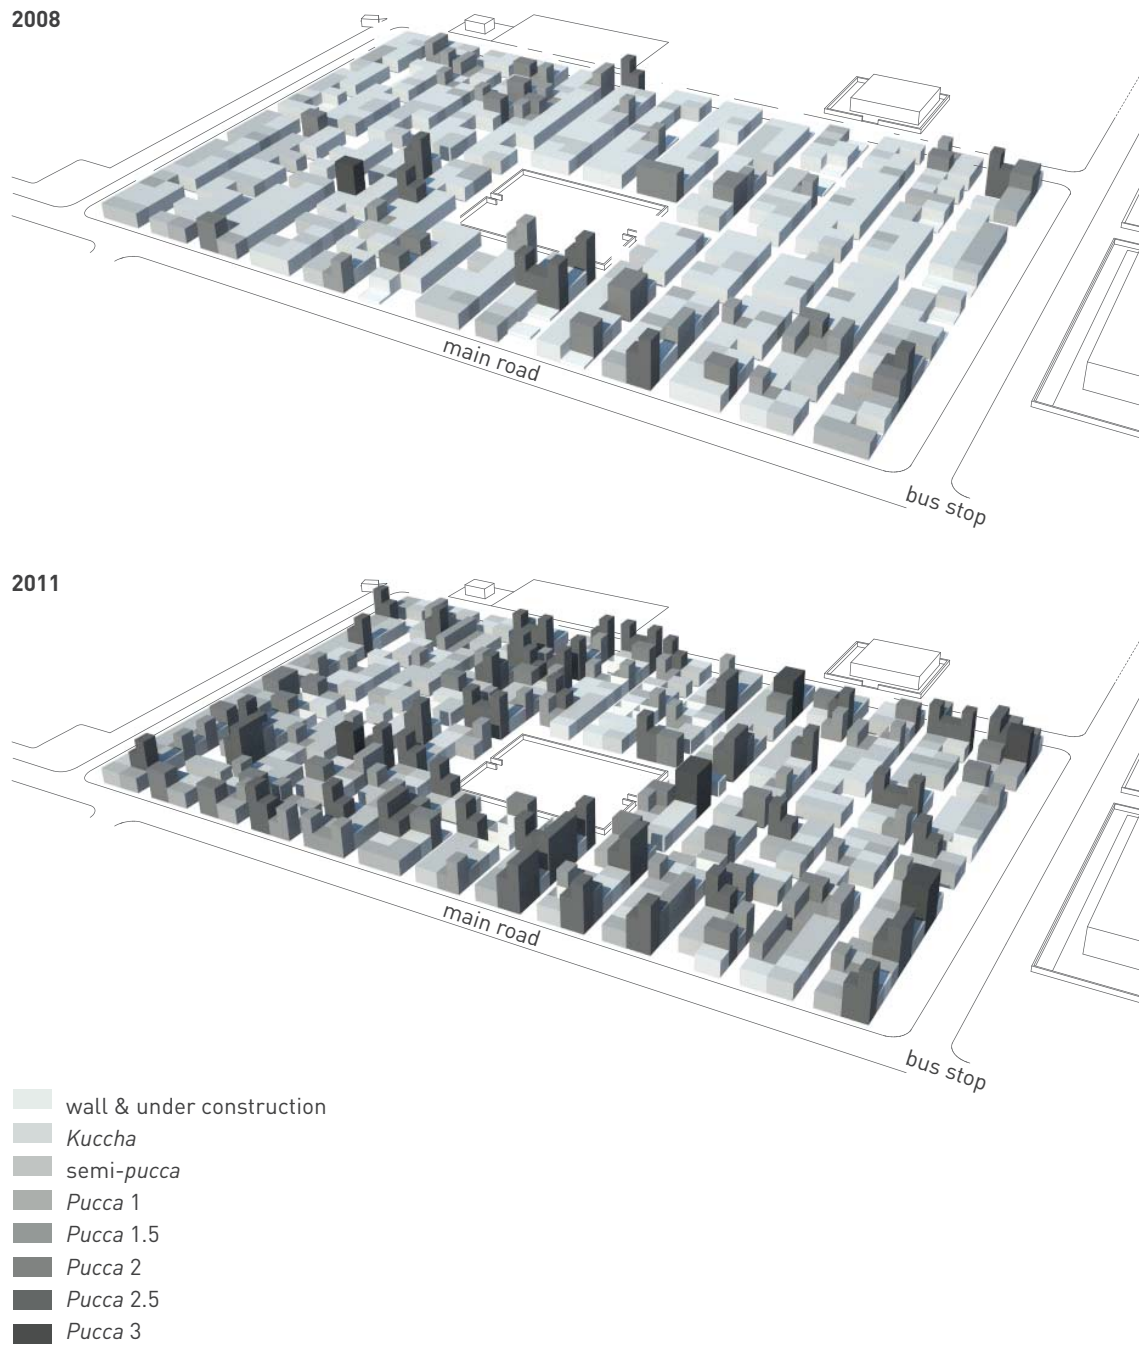 2008
main road
bus stop
2011
main road
bus stop
wall & under construction
Kuccha
semi-pucca
Pucca 1
Pucca 1.5
Pucca 2
Pucca 2.5
Pucca 3